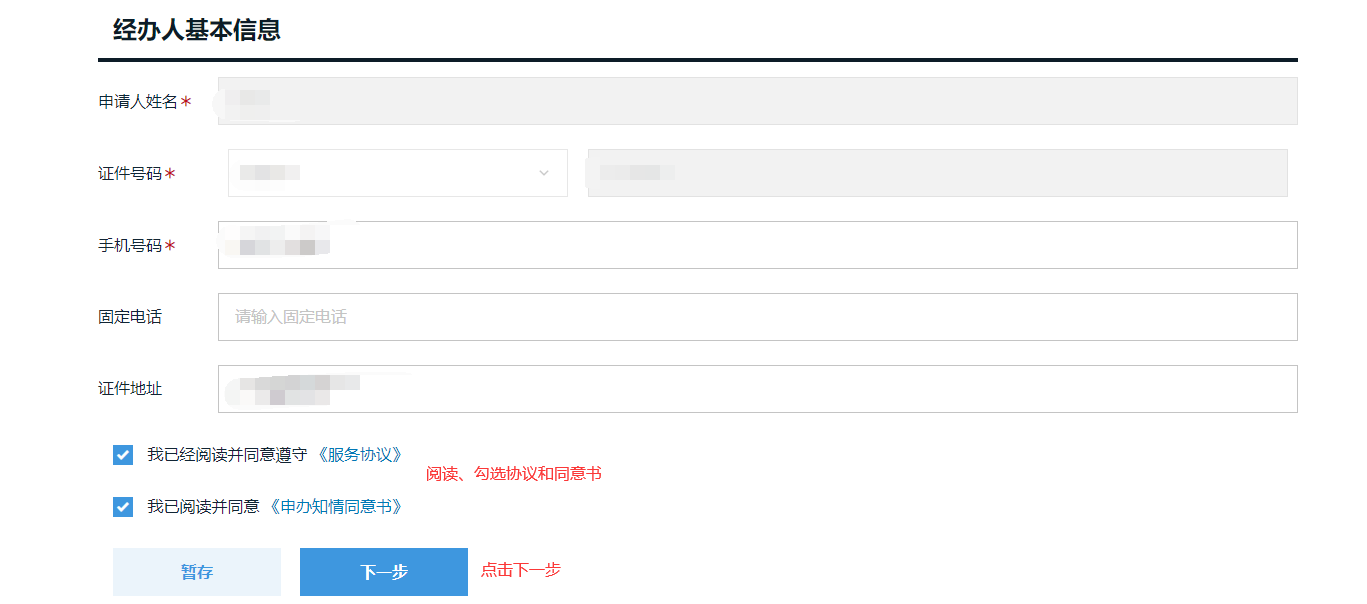 经办人基本信息
申请人姓名*
证件号码*
手机号码*
固定电话 请输入固定电话
证件地址
我已经阅读并同意遵守《服务协议》
阅读、勾选协议和同意书
我已阅读并同意《申办知情同意书》
暂存 下一步 点击下一步